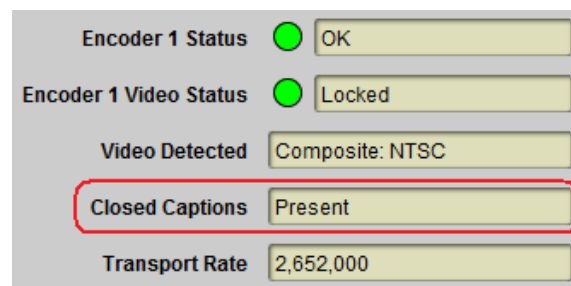 Encoder 1 Status OK
Encoder 1 Video Status Locked
Video Detected Composite: NTSC
Closed Captions Present
Transport Rate 2,652,000